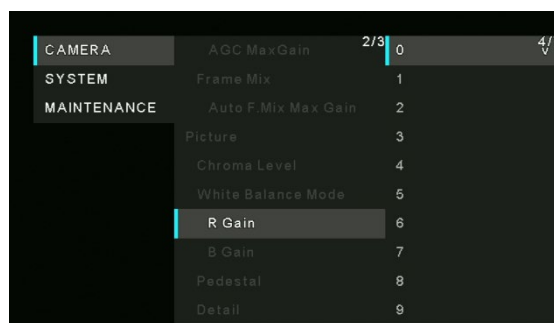 CAMERA
SYSTEM
MAINTENANCE
2/3
AGC MaxGain
Frame Mix
Auto F.Mix Max Gain
Picture
Chroma Level
White Balance Mode
R Gain
B Gain
Pedestal
Detail
4/
0
1
2
3
4
5
6
7
8
9